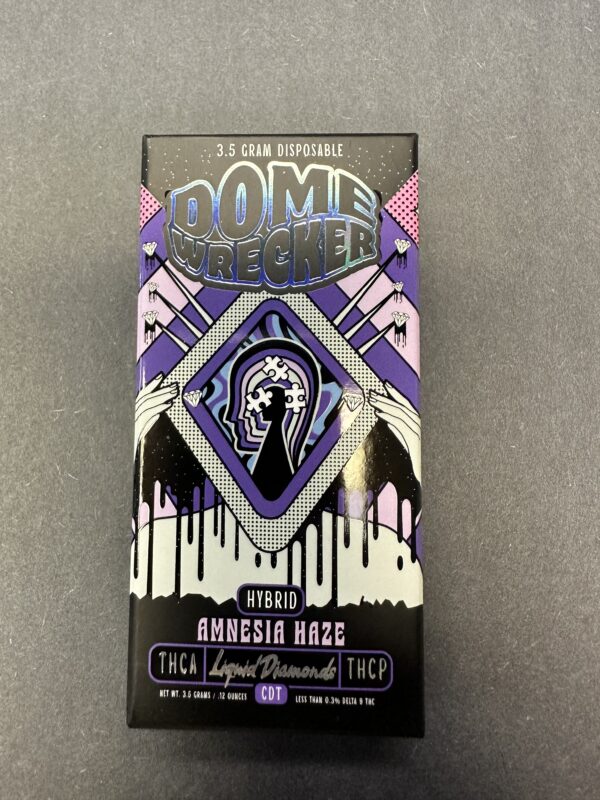 3.5 GRAM DISPOSABLE
DOME
WRECKER
HYBRID
AMNESIA HAZE
THCA Liquid Diamonds THCP
NET WT. 3.5 GRAMS / .12 OUNCES CDT LESS THAN 0.3% DELTA 9 THC